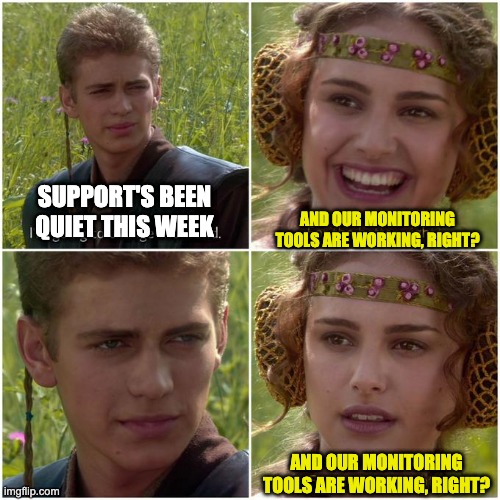 SUPPORT'S BEEN
QUIET THIS WEEK
AND OUR MONITORING
TOOLS ARE WORKING, RIGHT?
AND OUR MONITORING
TOOLS ARE WORKING, RIGHT?
imgflip.com